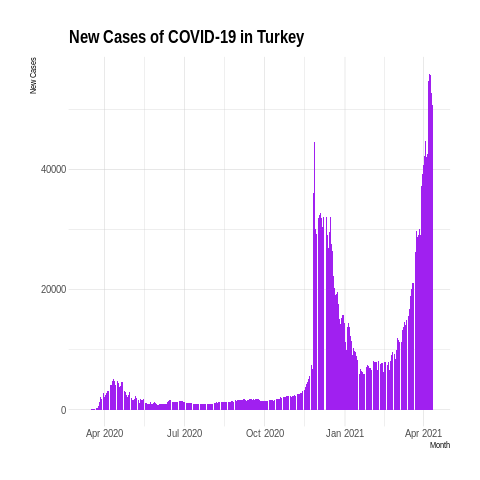 New Cases of COVID-19 in Turkey
New Cases
40000
20000
0
Apr 2020 Jul 2020 Oct 2020 Jan 2021 Apr 2021
Month